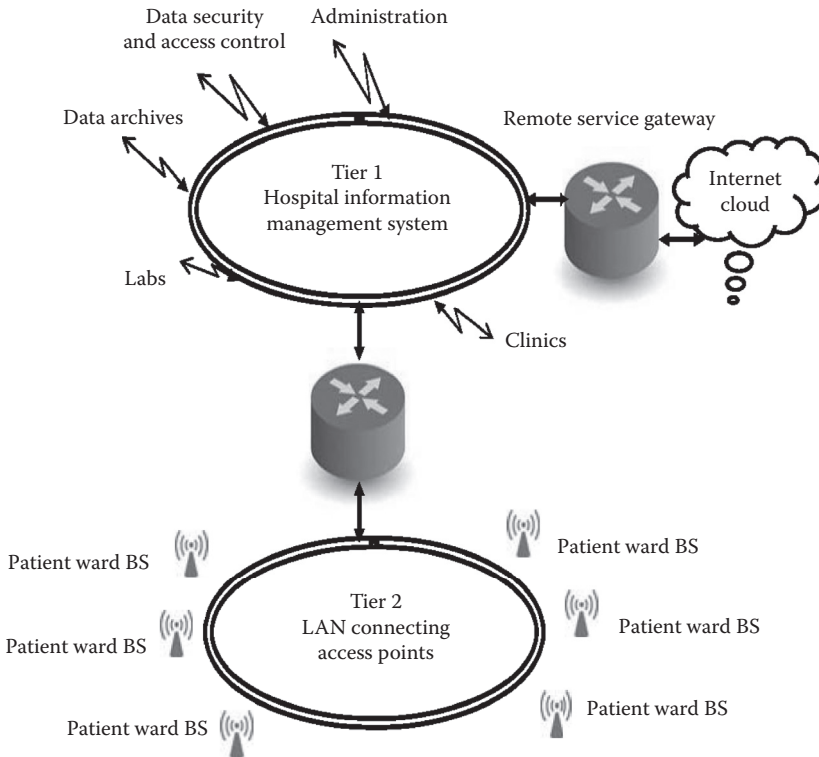 Data security
and access control
Administration
Data archives
Remote service gateway
Tier 1
Hospital information
management system
Internet
cloud
Labs
Clinics
Patient ward BS
Patient ward BS
Tier 2
LAN connecting
access points
Patient ward BS
Patient ward BS
Patient ward BS
Patient ward BS